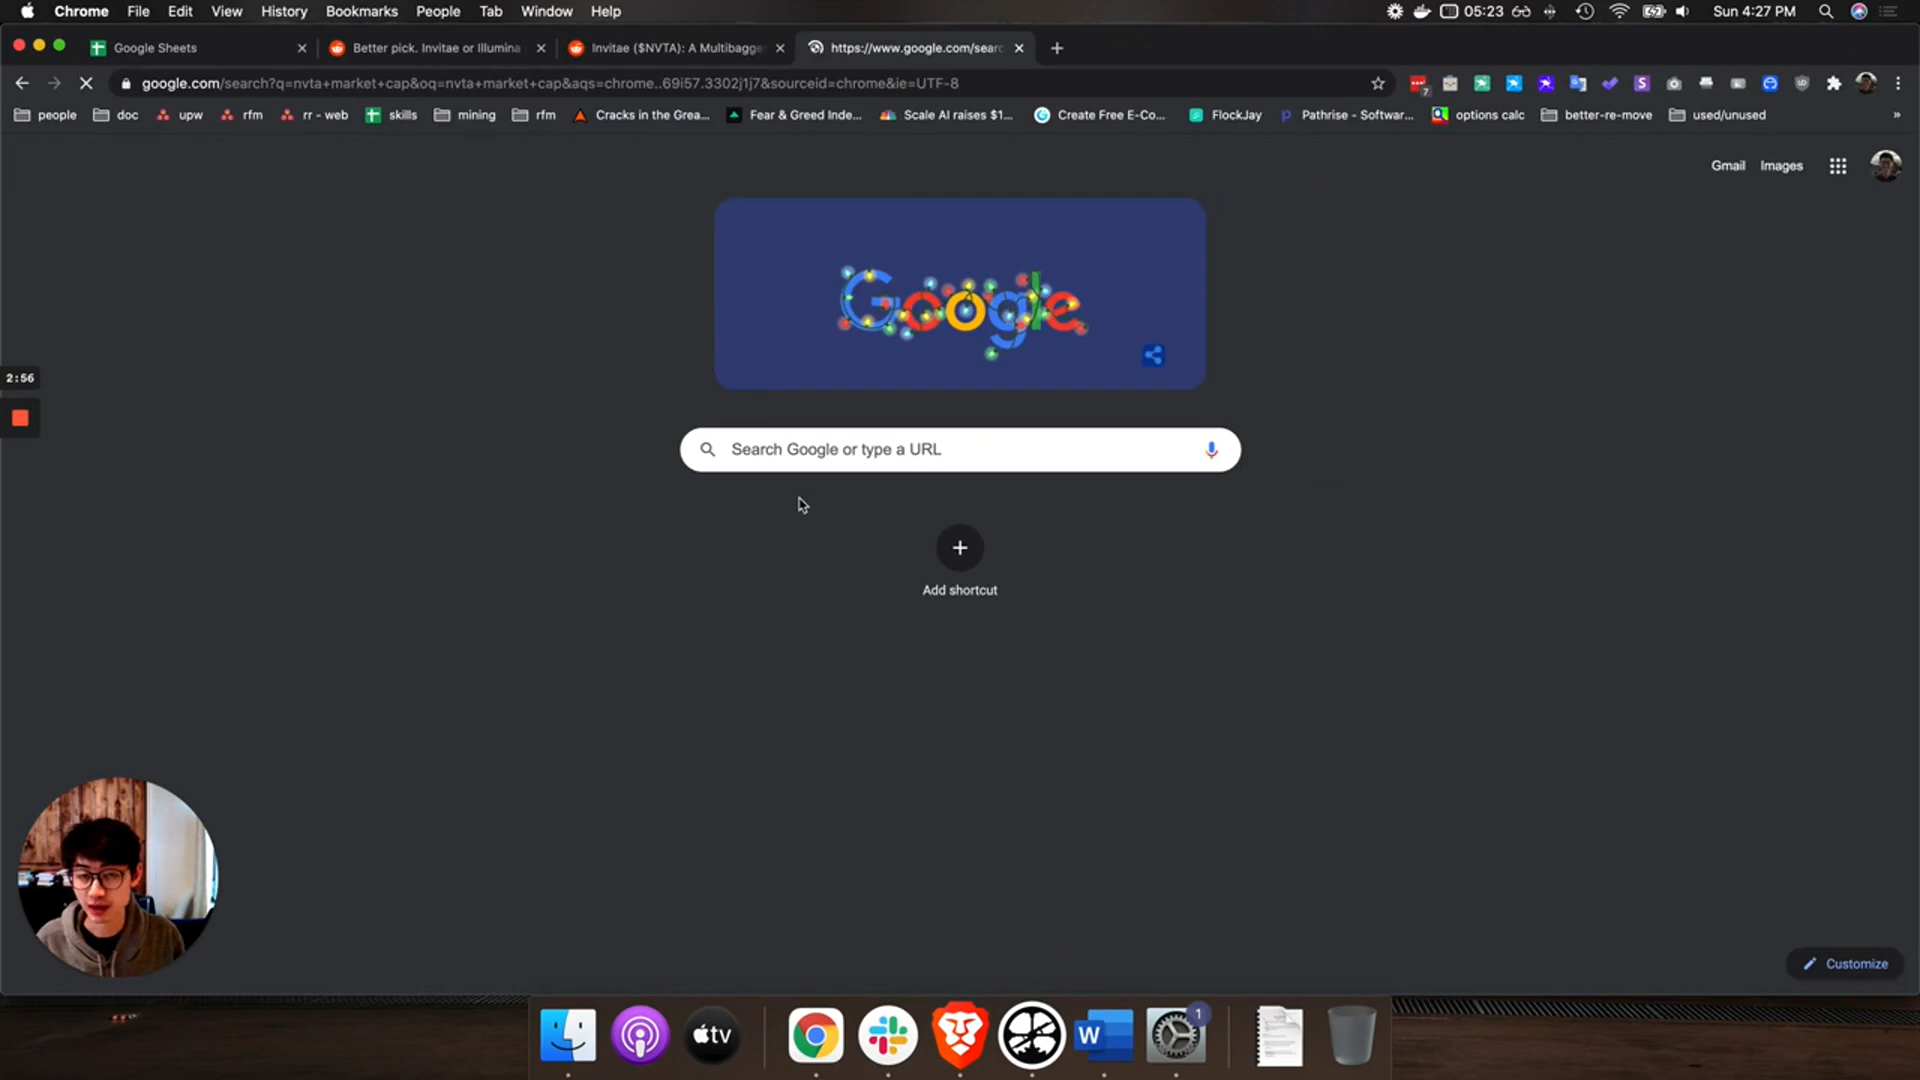 Chrome File Edit View History Bookmarks People Tab Window Help 05:23 Sun 4:27 PM
Google Sheets Better pick. Invitae or Illumina Invitae ($NVTA): A Multibagge https://www.google.com/searc
google.com/search?q=nvta+market+cap&oq=nvta+market+cap&aqs=chrome..69i57.3302j1j7&sourceid=chrome&ie=UTF-8 7
people doc upw rfm rr - web skills mining rfm Cracks in the Grea... Fear & Greed Inde... Scale AI raises $1... Create Free E-Co... FlockJay Pathrise - Softwar... options calc better-re-move used/unused »
Gmail Images
Google
2:56
Search Google or type a URL
Add shortcut
Customize
tv W 1